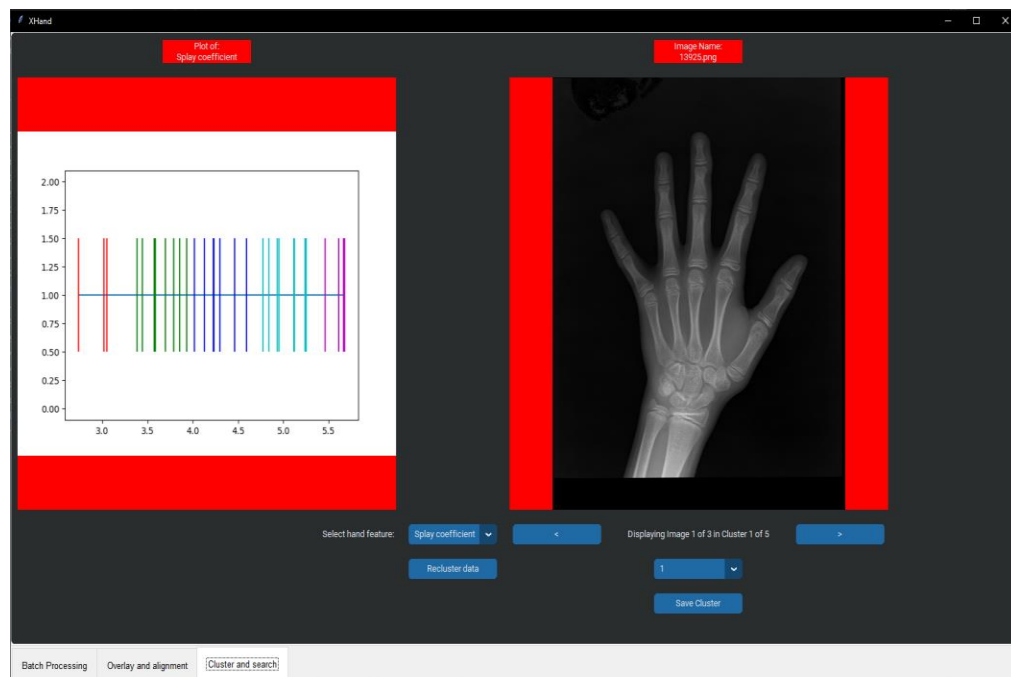 XHand
Plot of:
Splay coefficient
Image Name:
13925.png
2.00
1.75
1.50
1.25
1.00
0.75
0.50
0.25
0.00
3.0 3.5 4.0 4.5 5.0 5.5
Select hand feature: Splay coefficient < Displaying Image 1 of 3 in Cluster 1 of 5 >
Recluster data 1
Save Cluster
Batch Processing Overlay and alignment Cluster and search